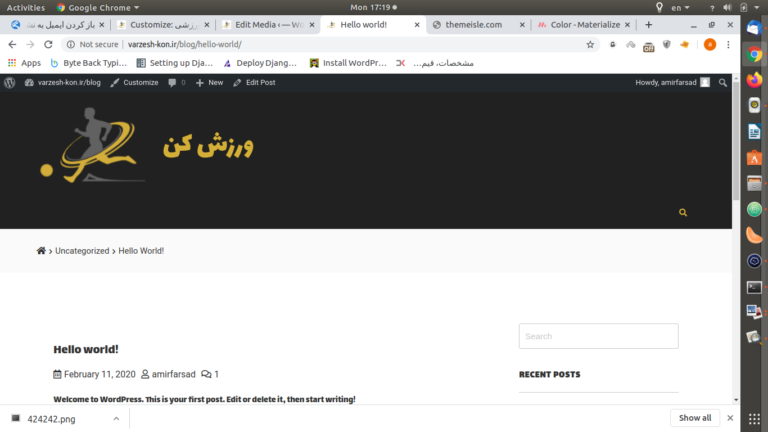 Activities Google Chrome Mon 17:19 en
باز کردن ایمیل به Customize: ورزشی Edit Media ‹ — Wo Hello world! themeisle.com Color - Materialize
Not secure varzesh-kon.ir/blog/hello-world/
Apps Byte Back Typi... Setting up Dja... Deploy Djang... Install WordPr... مشخصات، قیم...
varzesh-kon.ir/blog Customize 0 New Edit Post Howdy, amirfarsad
ورزش کن
Uncategorized Hello World!
Search
Hello world!
February 11, 2020 amirfarsad 1
RECENT POSTS
Welcome to WordPress. This is your first post. Edit or delete it, then start writing!
424242.png Show all